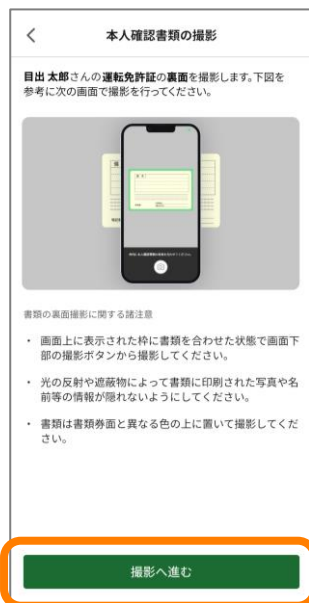 本人確認書類の撮影
目出 太郎さんの運転免許証の裏面を撮影します。下図を
参考に次の画面で撮影を行ってください。
書類の裏面撮影に関する諸注意
・ 画面上に表示された枠に書類を合わせた状態で画面下
部の撮影ボタンから撮影してください。
・ 光の反射や遮蔽物によって書類に印刷された写真や名
前等の情報が隠れないようにしてください。
・ 書類は書類券面と異なる色の上に置いて撮影してくだ
さい。
撮影へ進む